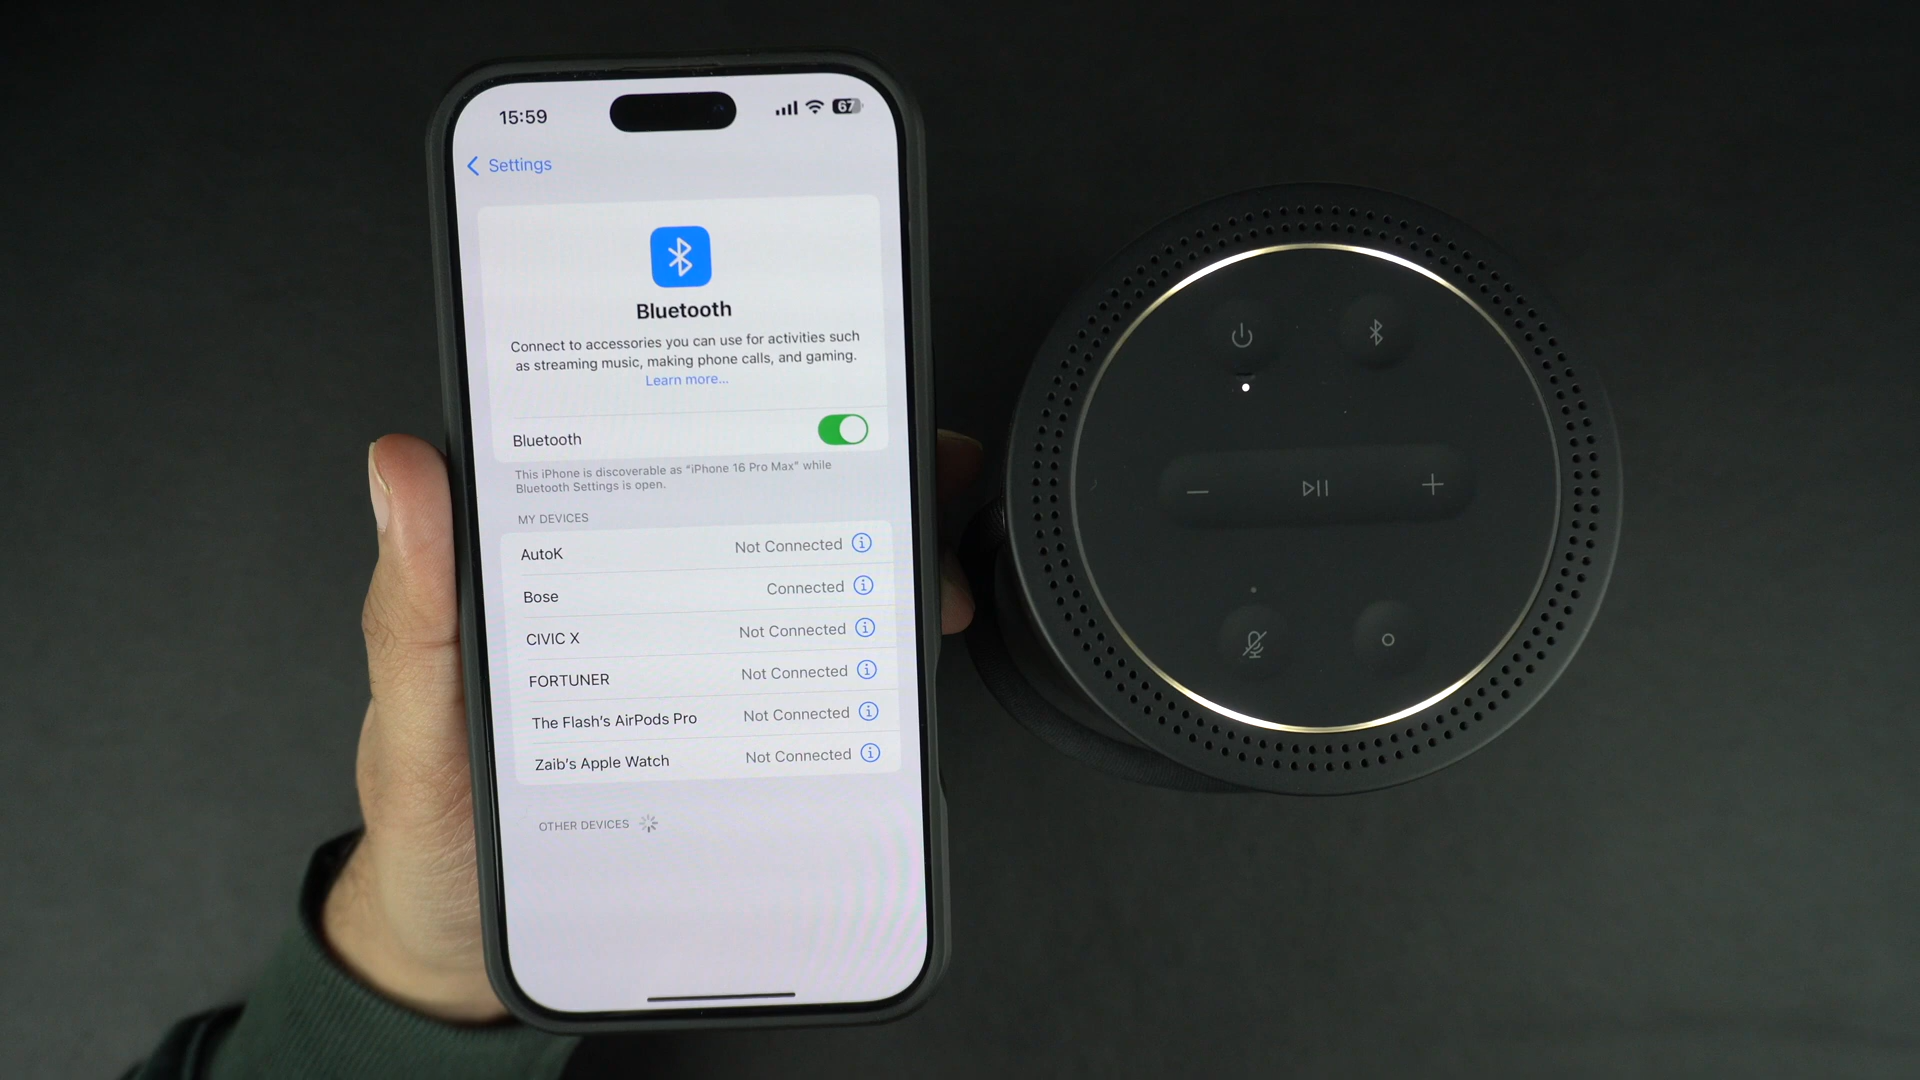 15:59
67
Settings
Bluetooth
Connect to accessories you can use for activities such
as streaming music, making phone calls, and gaming.
Learn more...
Bluetooth
This iPhone is discoverable as “iPhone 16 Pro Max” while
Bluetooth Settings is open.
MY DEVICES
AutoK Not Connected
Bose Connected
CIVIC X Not Connected
FORTUNER Not Connected
The Flash’s AirPods Pro Not Connected
Zaib’s Apple Watch Not Connected
OTHER DEVICES